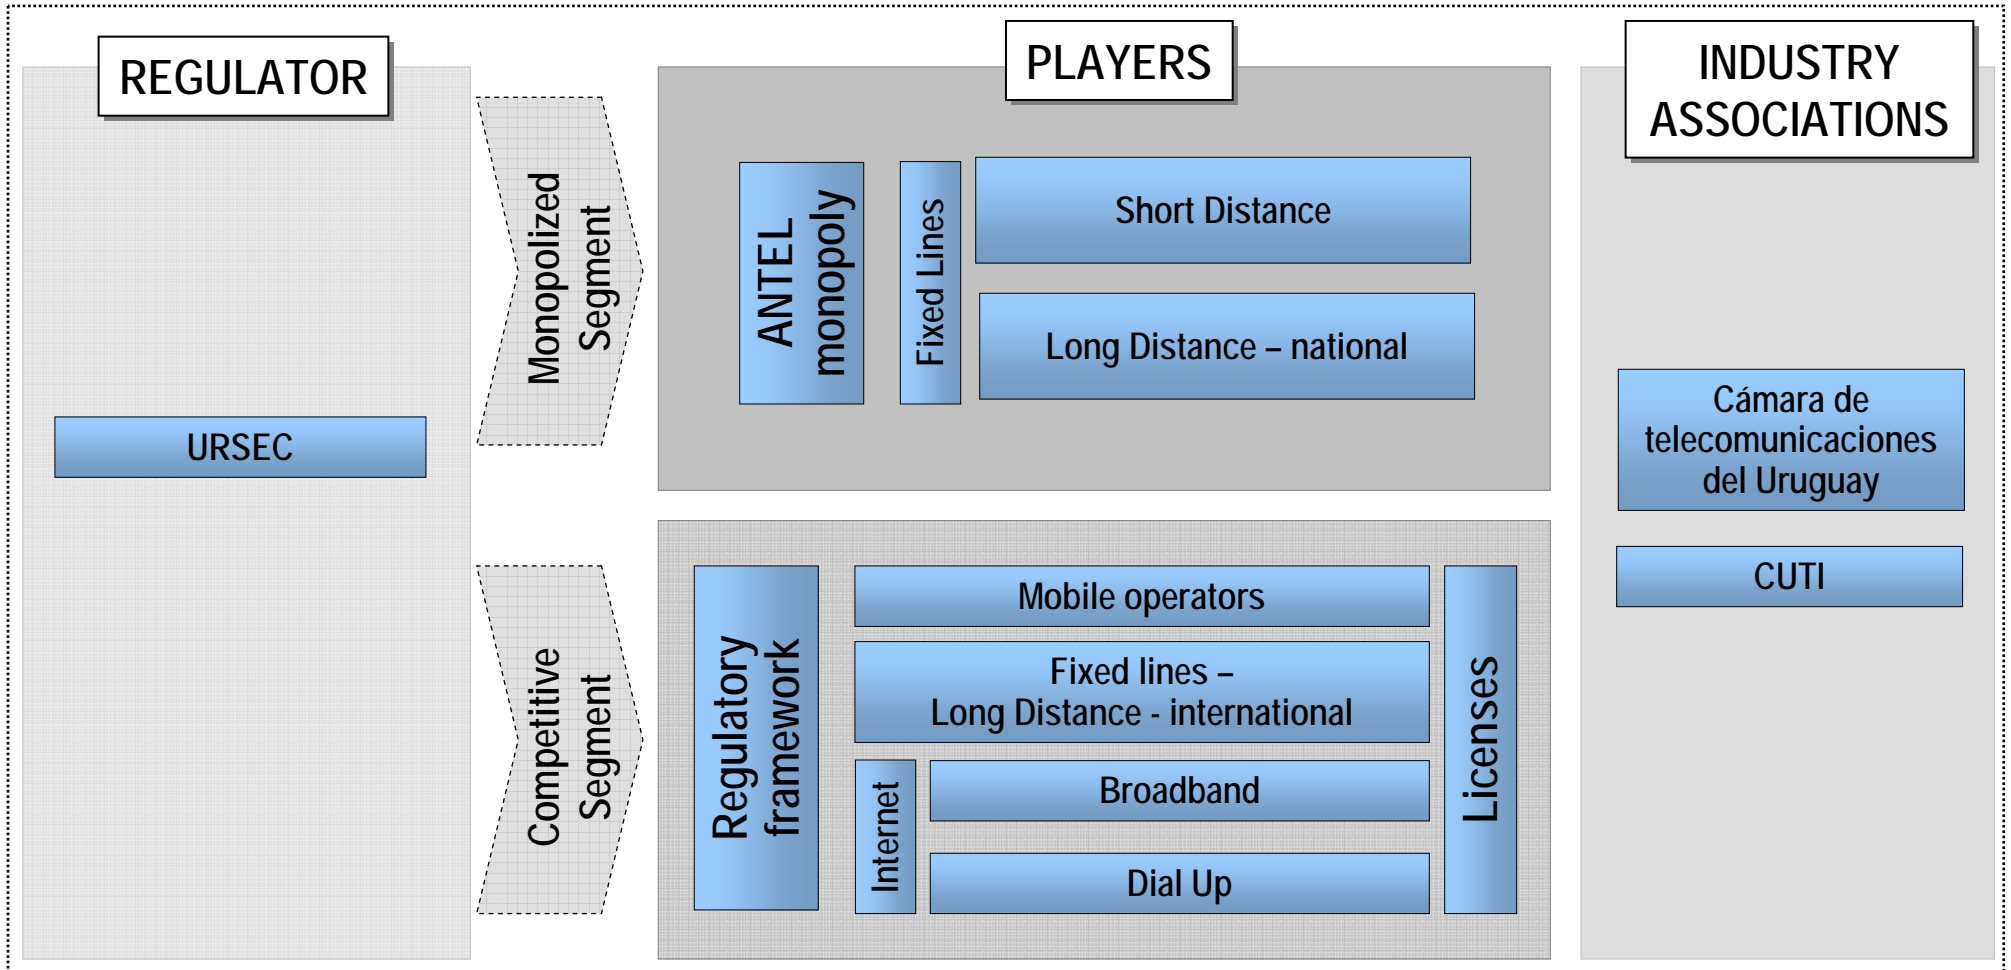 REGULATOR
URSEC
Monopolized
Segment
Competitive
Segment
PLAYERS
ANTEL
monopoly
Fixed Lines
Short Distance
Long Distance – national
Regulatory
framework
Mobile operators
Fixed lines –
Long Distance - international
Internet
Broadband
Dial Up
Licenses
INDUSTRY
ASSOCIATIONS
Cámara de
telecomunicaciones
del Uruguay
CUTI